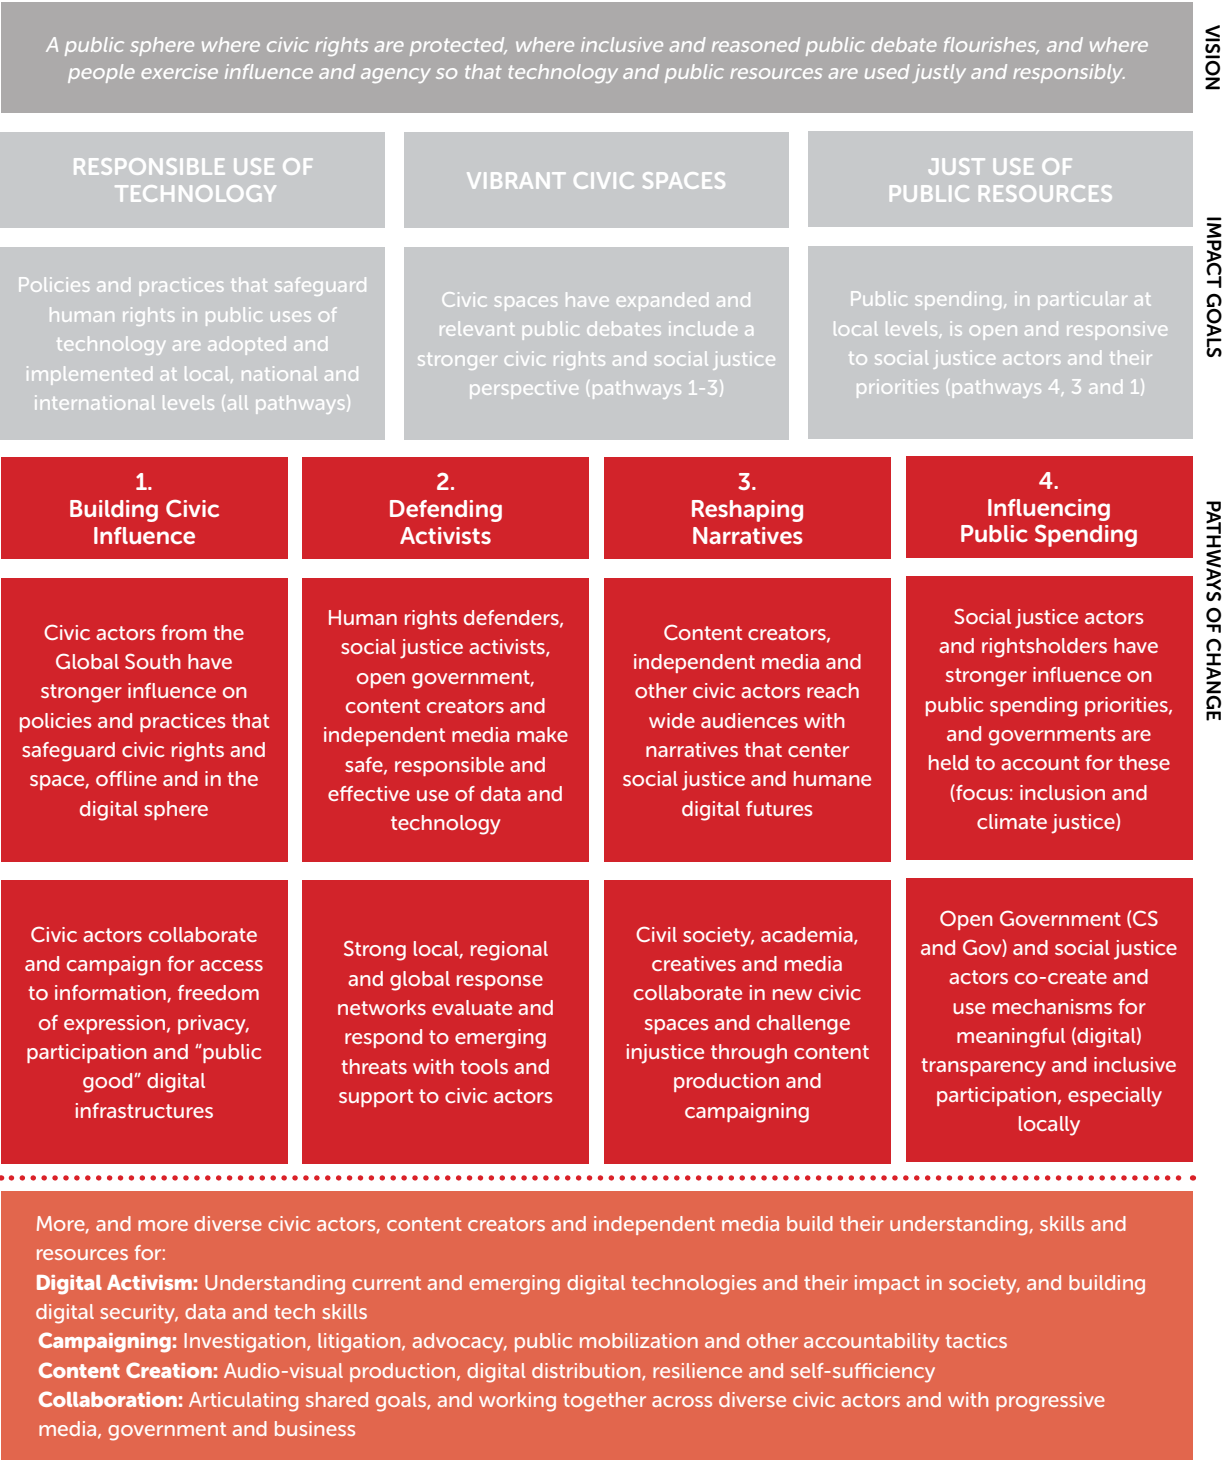 A public sphere where civic rights are protected, where inclusive and reasoned public debate flourishes, and where
people exercise influence and agency so that technology and public resources are used justly and responsibly.
VISION
RESPONSIBLE USE OF
TECHNOLOGY
VIBRANT CIVIC SPACES
JUST USE OF
PUBLIC RESOURCES
IMPACT GOALS
Policies and practices that safeguard
human rights in public uses of
technology are adopted and
implemented at local, national and
international levels (all pathways)
Civic spaces have expanded and
relevant public debates include a
stronger civic rights and social justice
perspective (pathways 1-3)
Public spending, in particular at
local levels, is open and responsive
to social justice actors and their
priorities (pathways 4, 3 and 1)
1.
Building Civic
Influence
2.
Defending
Activists
3.
Reshaping
Narratives
4.
Influencing
Public Spending
PATHWAYS OF CHANGE
Civic actors from the
Global South have
stronger influence on
policies and practices that
safeguard civic rights and
space, offline and in the
digital sphere
Human rights defenders,
social justice activists,
open government,
content creators and
independent media make
safe, responsible and
effective use of data and
technology
Content creators,
independent media and
other civic actors reach
wide audiences with
narratives that center
social justice and humane
digital futures
Social justice actors
and rightsholders have
stronger influence on
public spending priorities,
and governments are
held to account for these
(focus: inclusion and
climate justice)
Civic actors collaborate
and campaign for access
to information, freedom
of expression, privacy,
participation and "public
good" digital
infrastructures
Strong local, regional
and global response
networks evaluate and
respond to emerging
threats with tools and
support to civic actors
Civil society, academia,
creatives and media
collaborate in new civic
spaces and challenge
injustice through content
production and
campaigning
Open Government (CS
and Gov) and social justice
actors co-create and
use mechanisms for
meaningful (digital)
transparency and inclusive
participation, especially
locally
More, and more diverse civic actors, content creators and independent media build their understanding, skills and
resources for:
Digital Activism: Understanding current and emerging digital technologies and their impact in society, and building
digital security, data and tech skills
Campaigning: Investigation, litigation, advocacy, public mobilization and other accountability tactics
Content Creation: Audio-visual production, digital distribution, resilience and self-sufficiency
Collaboration: Articulating shared goals, and working together across diverse civic actors and with progressive
media, government and business